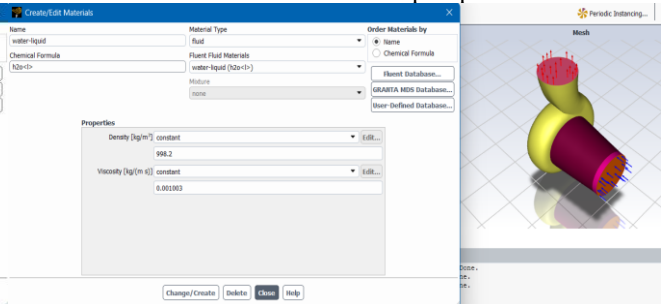 Create/Edit Materials
Name
water-liquid
Chemical Formula
h2o<l>
Material Type
fluid
Fluent Fluid Materials
water-liquid (h2o<l>)
Mixture
none
Order Materials by
Name
Chemical Formula
Fluent Database...
GRANTA MDS Database...
User-Defined Database...
Properties
Density [kg/m³] constant Edit...
998.2
Viscosity [kg/(m s)] constant Edit...
0.001003
Change/Create Delete Close Help
Periodic Instancing...
Mesh
Done.
ne.
ne.